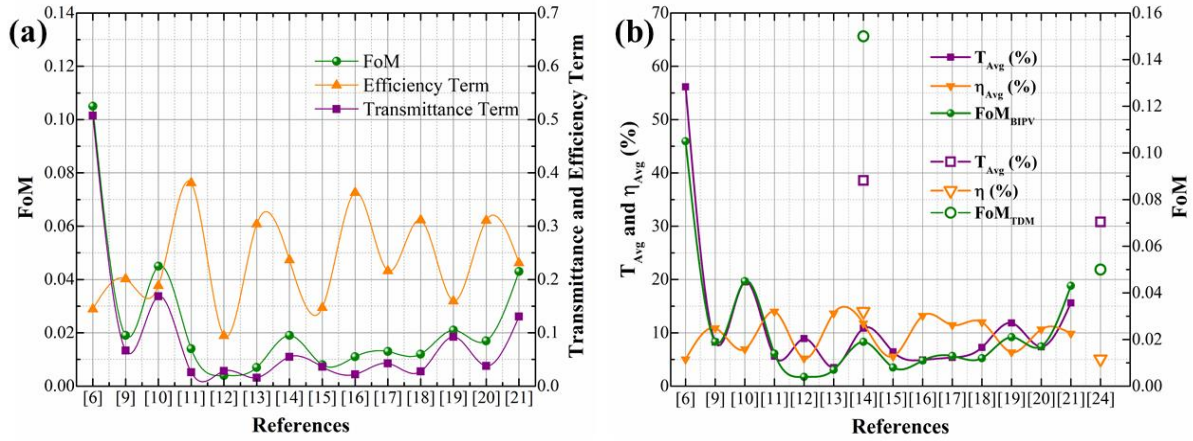 (a)
FoM
0.14
0.12
0.10
0.08
0.06
0.04
0.02
0.00
FoM
Efficiency Term
Transmittance Term
0.7
0.6
0.5
0.4
0.3
0.2
0.1
0.0
Transmittance and Efficiency Term
[6] [9] [10] [11] [12] [13] [14] [15] [16] [17] [18] [19] [20] [21]
References
(b)
T_Avg and η_Avg (%)
70
60
50
40
30
20
10
0
T_Avg (%)
η_Avg (%)
FoM_BIPV
T_Avg (%)
η (%)
FoM_TDM
0.16
0.14
0.12
0.10
0.08
0.06
0.04
0.02
0.00
FoM
[6] [9] [10] [11] [12] [13] [14] [15] [16] [17] [18] [19] [20] [21] [24]
References